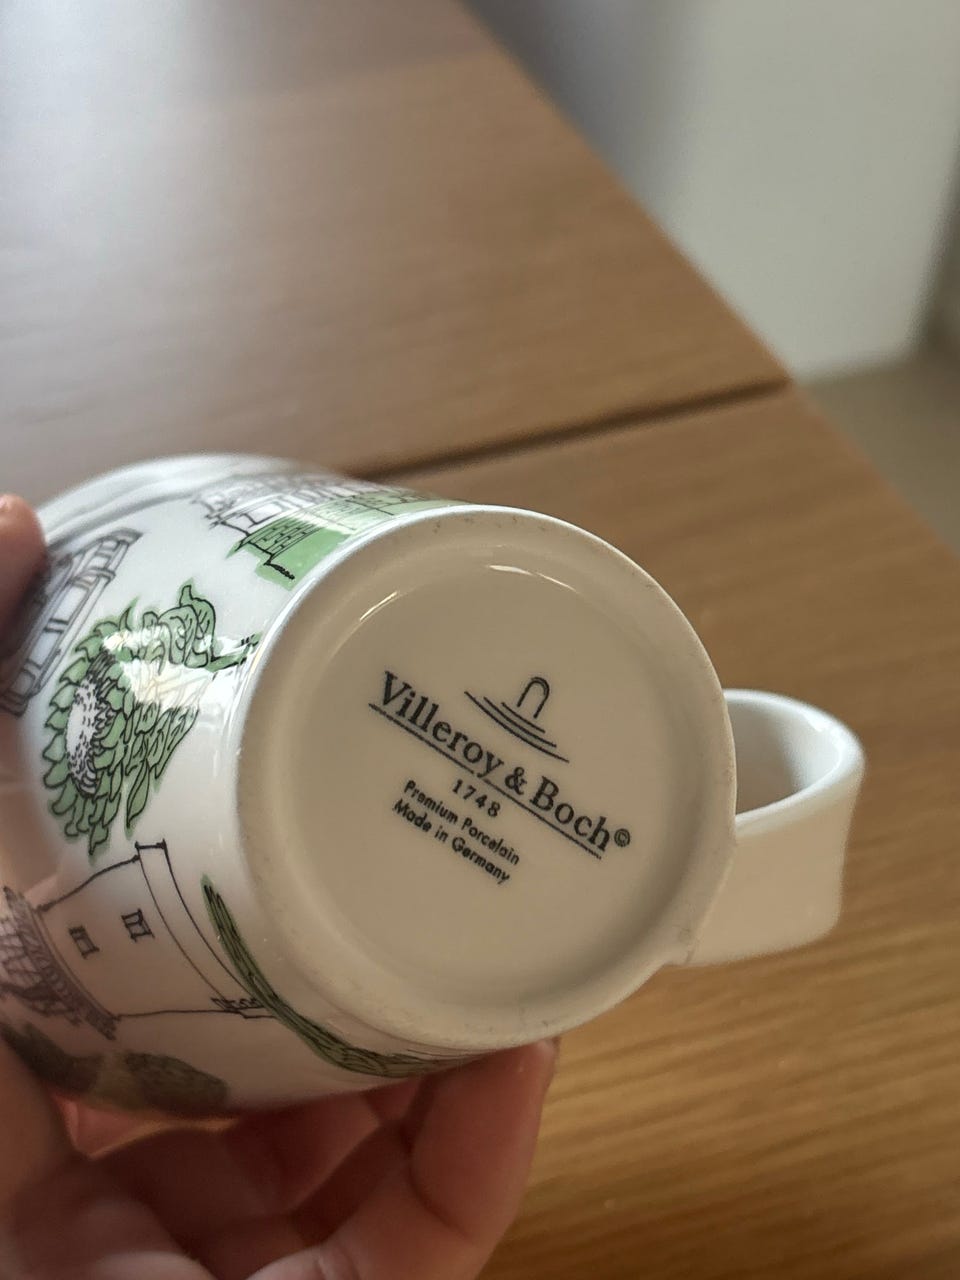 Villeroy & Boch©
1748
Premium Porcelain
Made in Germany